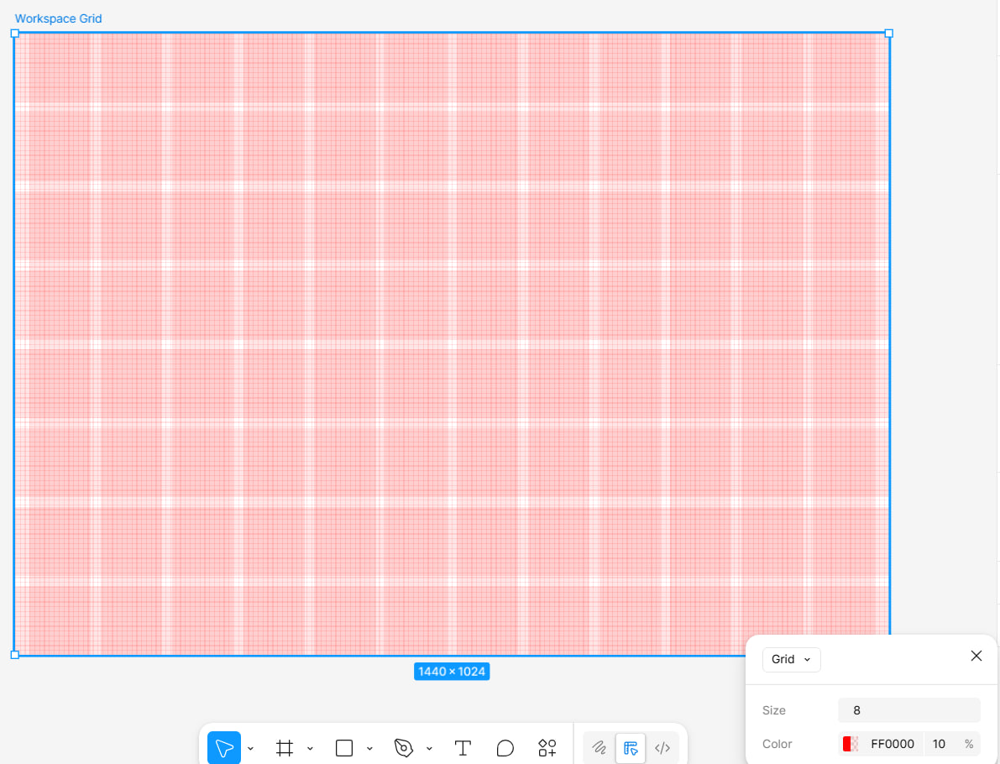 Workspace Grid
1440 × 1024
Grid
Size 8
Color FF0000 10 %